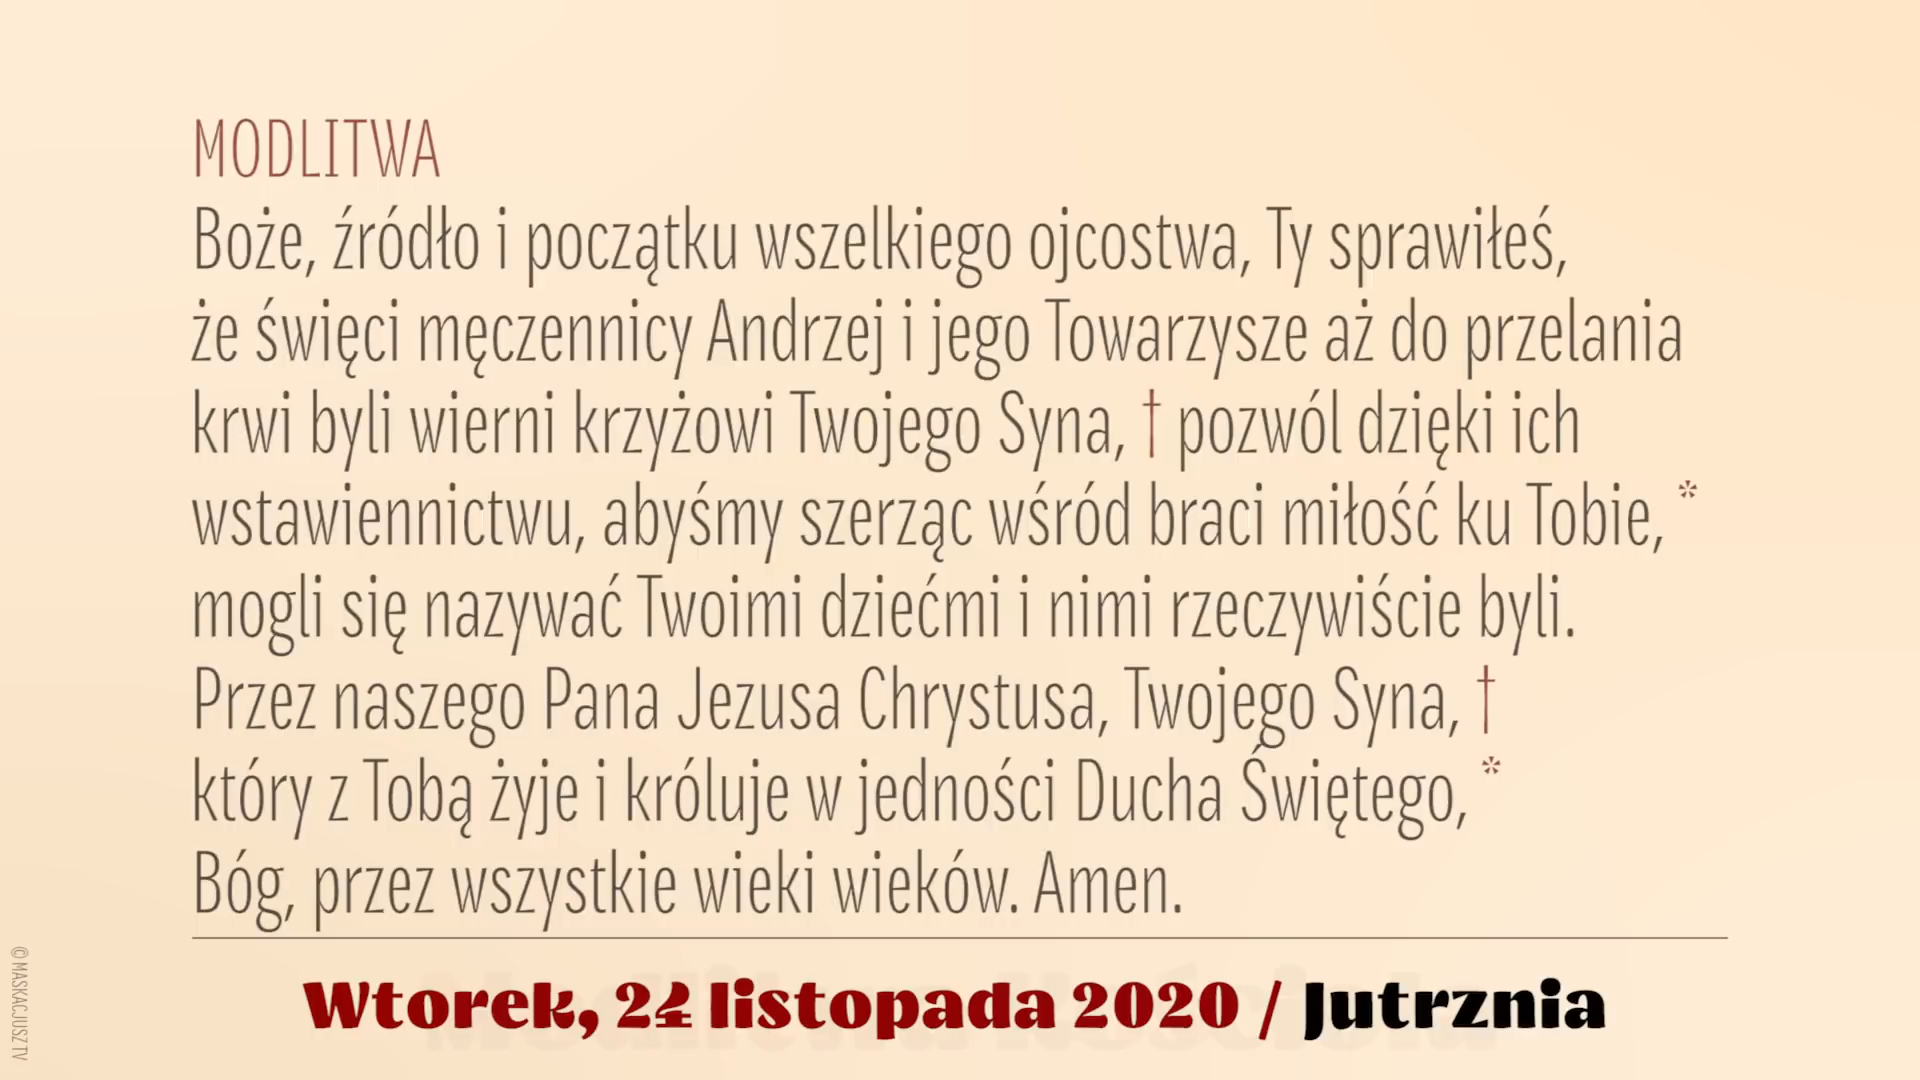 MODLITWA
Boże, źródło i początku wszelkiego ojcostwa, Ty sprawiłeś,
że święci męczennicy Andrzej i jego Towarzysze aż do przelania
krwi byli wierni krzyżowi Twojego Syna, † pozwól dzięki ich
wstawiennictwu, abyśmy szerząc wśród braci miłość ku Tobie, *
mogli się nazywać Twoimi dziećmi i nimi rzeczywiście byli.
Przez naszego Pana Jezusa Chrystusa, Twojego Syna, †
który z Tobą żyje i króluje w jedności Ducha Świętego, *
Bóg, przez wszystkie wieki wieków. Amen.
Wtorek, 24 listopada 2020 / Jutrznia
© MASKACJUSZ TV